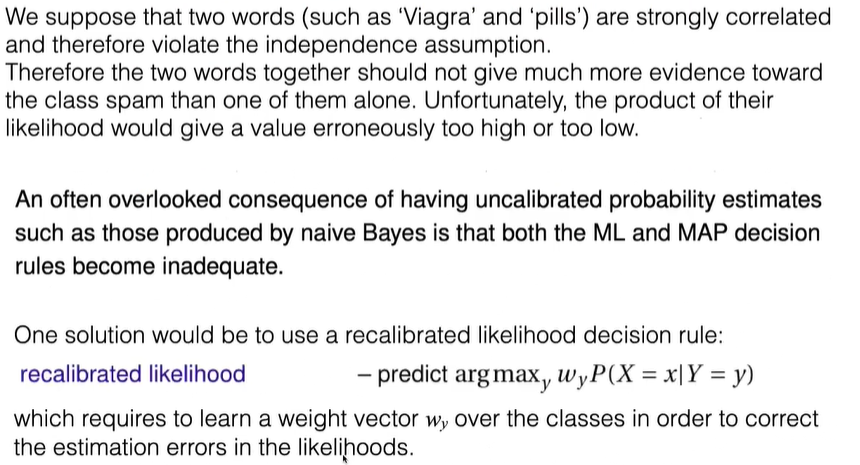 We suppose that two words (such as ‘Viagra’ and ‘pills’) are strongly correlated
and therefore violate the independence assumption.
Therefore the two words together should not give much more evidence toward
the class spam than one of them alone. Unfortunately, the product of their
likelihood would give a value erroneously too high or too low.
An often overlooked consequence of having uncalibrated probability estimates
such as those produced by naive Bayes is that both the ML and MAP decision
rules become inadequate.
One solution would be to use a recalibrated likelihood decision rule:
recalibrated likelihood – predict arg max_y w_y P(X = x|Y = y)
which requires to learn a weight vector w_y over the classes in order to correct
the estimation errors in the likelihoods.